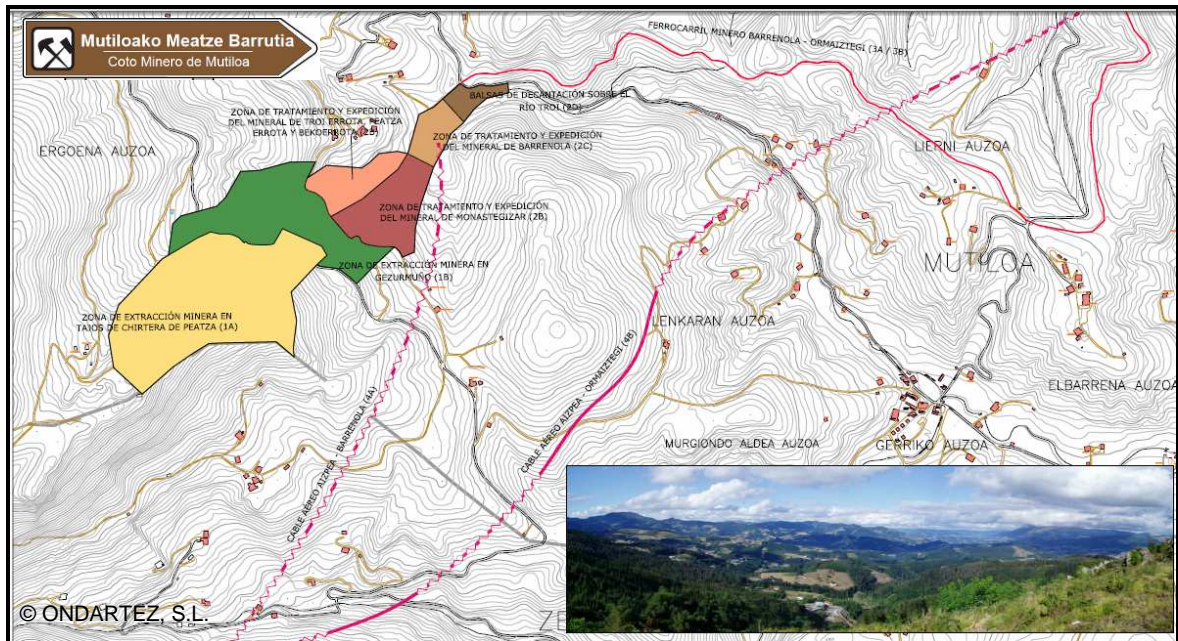 Mutiloako Meatze Barrutia
Coto Minero de Mutiloa
FERROCARRIL MINERO BARRENOLA - ORMAIZTEGI (3A / 3B)
BALSAS DE DECANTACIÓN SOBRE EL
RÍO TROI (2D)
ZONA DE TRATAMIENTO Y EXPEDICIÓN
DEL MINERAL DE TROI ERROTA, PEATZA
ERROTA Y BEKOERROTA (2B)
ZONA DE TRATAMIENTO Y EXPEDICIÓN
DEL MINERAL DE BARRENOLA (2C)
ERGOENA AUZOA
LIERNI AUZOA
ZONA DE TRATAMIENTO Y EXPEDICIÓN
DEL MINERAL DE MONASTEGIZAR (2B)
MUTILOA
ZONA DE EXTRACCIÓN MINERA EN
GEZURMUÑO (1B)
ZONA DE EXTRACCIÓN MINERA EN
TAJOS DE CHIRTERA DE PEATZA (1A)
LENKARAN AUZOA
ELBARRENA AUZOA
CABLE AÉREO AIZPEA - BARRENOLA (4A)
CABLE AÉREO AIZPEA - ORMAIZTEGI (4B)
MURGIONDO ALDEA AUZOA
GERRIKO AUZOA
© ONDARTEZ, S.L.